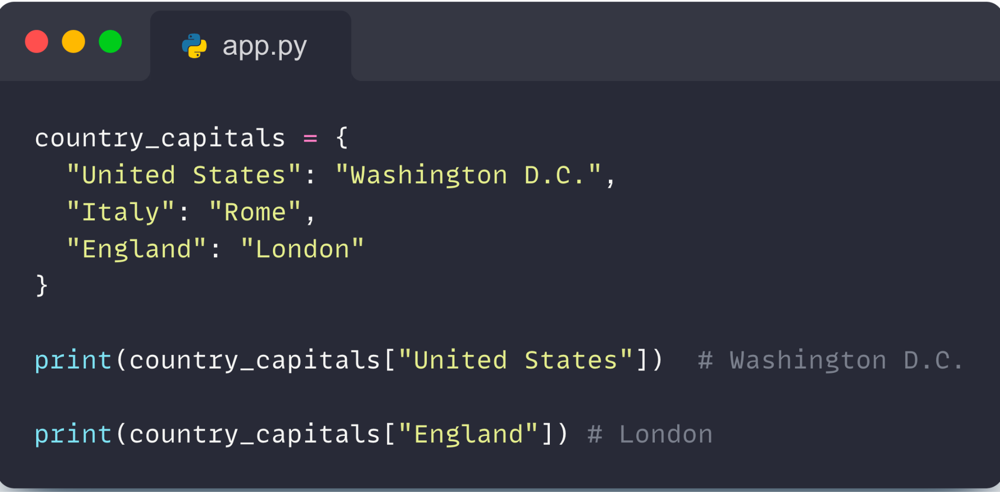 app.py
country_capitals = {
  "United States": "Washington D.C.",
  "Italy": "Rome",
  "England": "London"
}
print(country_capitals["United States"])  # Washington D.C.
print(country_capitals["England"]) # London